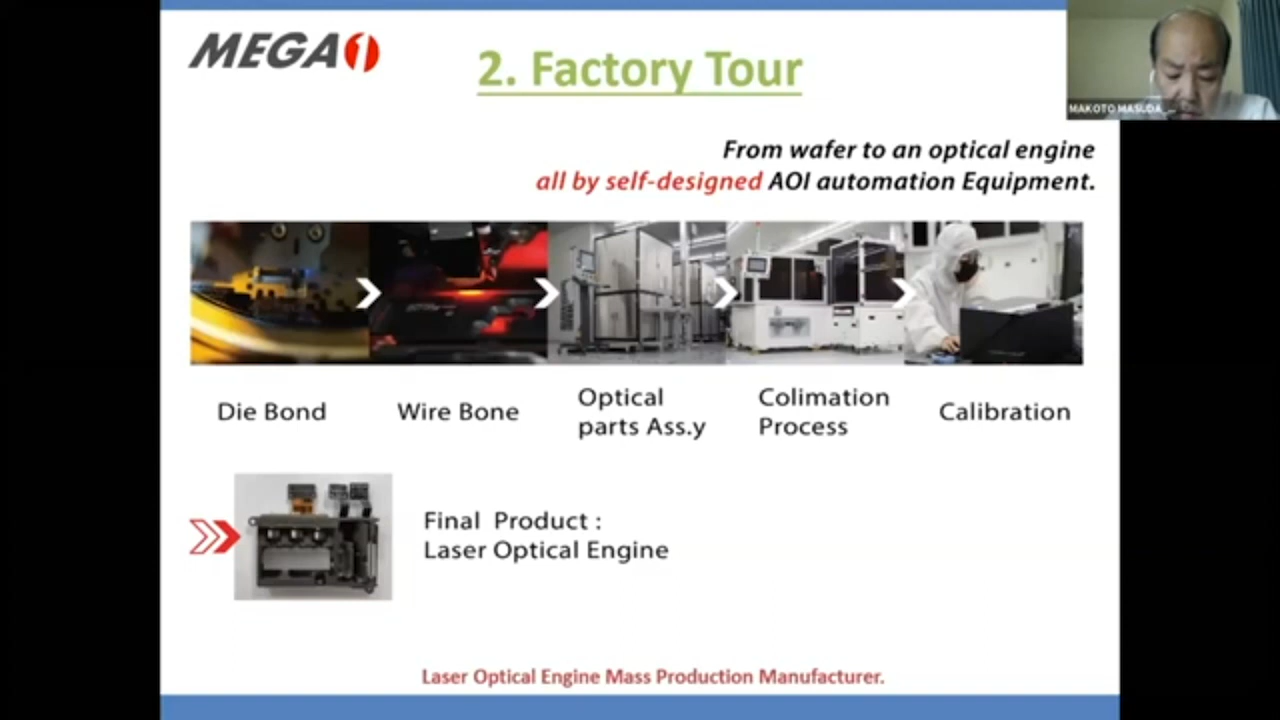 MEGA1
2. Factory Tour
MAKOTO MASUDA
From wafer to an optical engine
all by self-designed AOI automation Equipment.
Die Bond
Wire Bone
Optical
parts Ass.y
Colimation
Process
Calibration
Final Product :
Laser Optical Engine
Laser Optical Engine Mass Production Manufacturer.